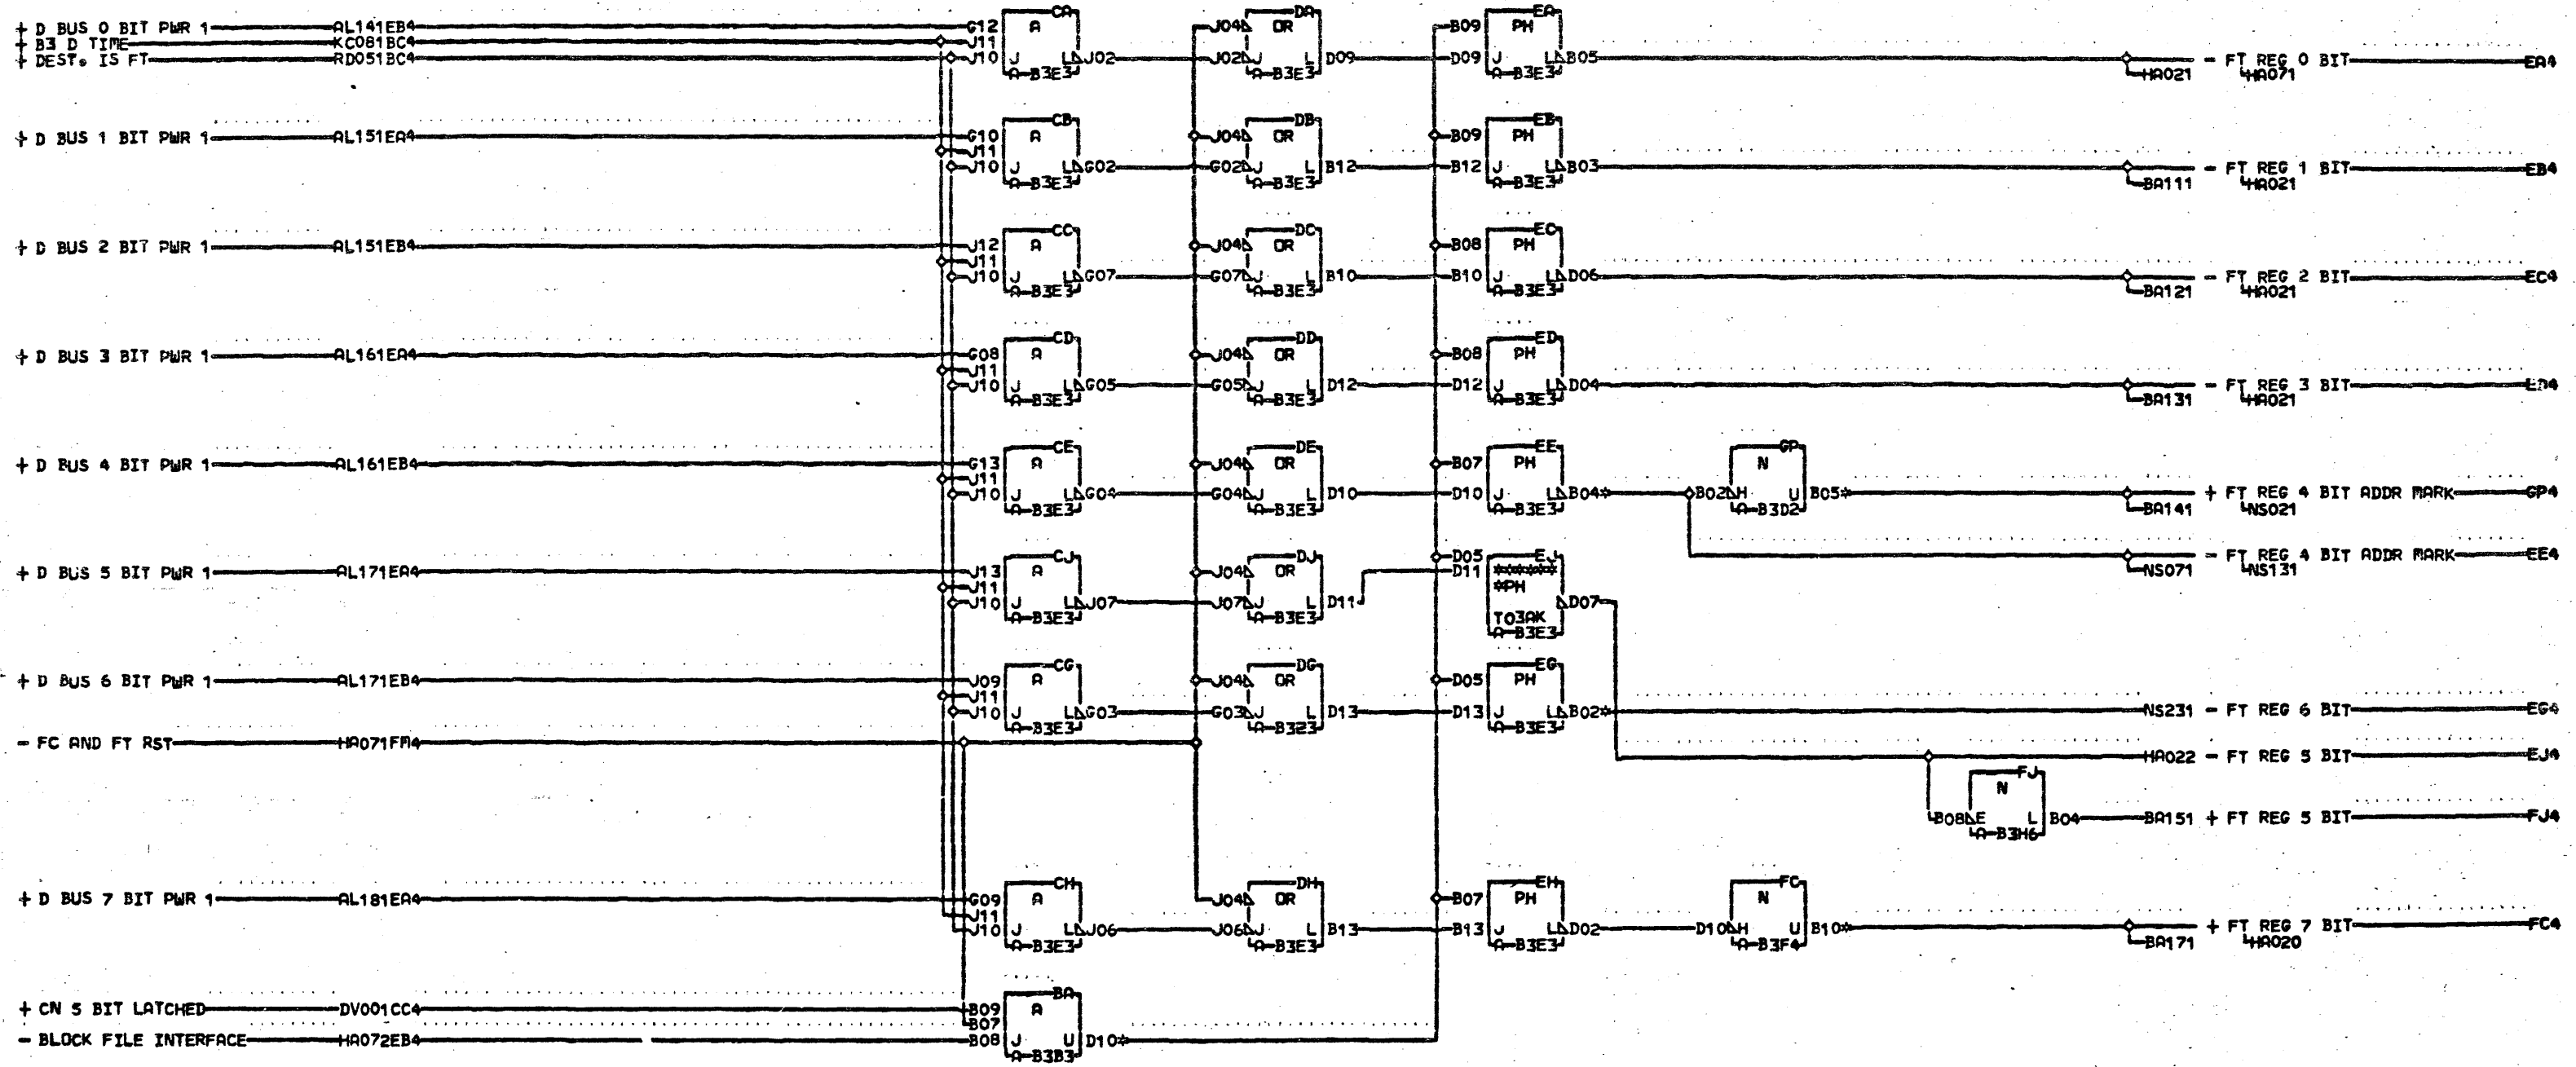 + D BUS 0 BIT PWR 1 AL141EB4 G12 A CA J04 OR DA B09 PH EA
+ B3 D TIME KC081BC4 J11
+ DEST. IS FT RD051BC4 J10 J L J02 J02 J L D09 D09 J L B05 - FT REG 0 BIT EA4
A-B3E3 A-B3E3 A-B3E3 HA021 HA071
+ D BUS 1 BIT PWR 1 AL151EA4 G10 A CB J04 OR DB B09 PH EB
J11
J10 J L G02 G02 J L B12 B12 J L B03 - FT REG 1 BIT EB4
A-B3E3 A-B3E3 A-B3E3 BA111 HA021
+ D BUS 2 BIT PWR 1 AL151EB4 J12 A CC J04 OR DC B08 PH EC
J11
J10 J L G07 G07 J L B10 B10 J L D06 - FT REG 2 BIT EC4
A-B3E3 A-B3E3 A-B3E3 BA121 HA021
+ D BUS 3 BIT PWR 1 AL161EA4 G08 A CD J04 OR DD B08 PH ED
J11
J10 J L G05 G05 J L D12 D12 J L D04 - FT REG 3 BIT ED4
A-B3E3 A-B3E3 A-B3E3 BA131 HA021
+ D BUS 4 BIT PWR 1 AL161EB4 G13 A CE J04 OR DE B07 PH EE N GP
J11
J10 J L G04 G04 J L D10 D10 J L B04* B02 H U B05* + FT REG 4 BIT ADDR MARK GP4
A-B3E3 A-B3E3 A-B3E3 A-B3D2 BA141 NS021
- FT REG 4 BIT ADDR MARK EE4
NS071 NS131
+ D BUS 5 BIT PWR 1 AL171EA4 J13 A CJ J04 OR DJ D05 EJ
J11 D11 ******
*PH
J10 J L J07 J07 J L D11 D07
T03AK
A-B3E3 A-B3E3 A-B3E3
+ D BUS 6 BIT PWR 1 AL171EB4 J09 A CG J04 OR DG D05 PH EG
J11
J10 J L G03 G03 J L D13 D13 J L B02* NS231 - FT REG 6 BIT EG4
A-B3E3 A-B323 A-B3E3
- FC AND FT RST HA071FM4
HA022 - FT REG 5 BIT EJ4
N FJ
B08 E L B04 BA151 + FT REG 5 BIT FJ4
A-B3H6
+ D BUS 7 BIT PWR 1 AL181EA4 G09 A CH J04 OR DH B07 PH EH N FC
J11
J10 J L J06 J06 J L B13 B13 J L D02 D10 H U B10* + FT REG 7 BIT FC4
A-B3E3 A-B3E3 A-B3E3 A-B3F4 BA171 HA020
+ CN 5 BIT LATCHED DV001CC4 B09 A BA
B07
- BLOCK FILE INTERFACE HA072EB4 B08 J U D10*
A-B3B3